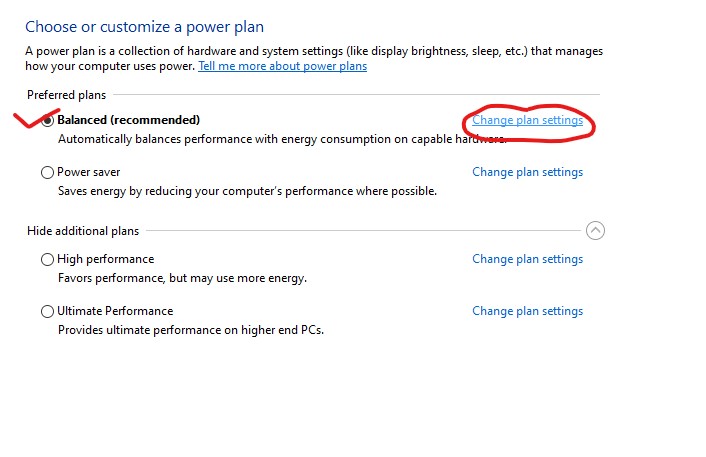 Choose or customize a power plan
A power plan is a collection of hardware and system settings (like display brightness, sleep, etc.) that manages
how your computer uses power. Tell me more about power plans
Preferred plans
Balanced (recommended) Change plan settings
Automatically balances performance with energy consumption on capable hardware.
Power saver Change plan settings
Saves energy by reducing your computer's performance where possible.
Hide additional plans
High performance Change plan settings
Favors performance, but may use more energy.
Ultimate Performance Change plan settings
Provides ultimate performance on higher end PCs.